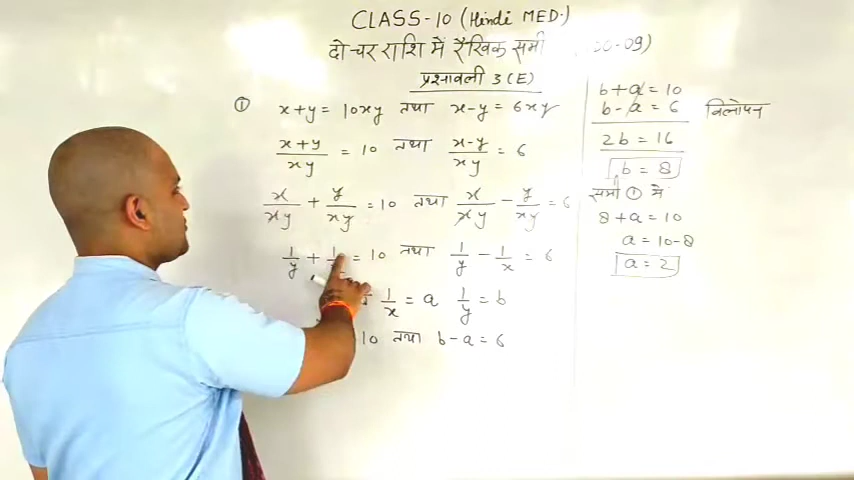 CLASS-10 (Hindi MED.)
दो चर राशि में रैखिक समी -09)
प्रश्नावली 3(E)
① x+y = 10xy तथा x-y = 6xy
x+y/xy = 10 तथा x-y/xy = 6
x/xy + y/xy = 10 तथा x/xy - y/xy = 6
1/y + 1/ = 10 तथा 1/y - 1/x = 6
1/x = a 1/y = b
10 तथा b-a = 6
b+a = 10
b-a = 6 विलोपन
2b = 16
b = 8
समी ① में
8+a = 10
a = 10-8
a = 2